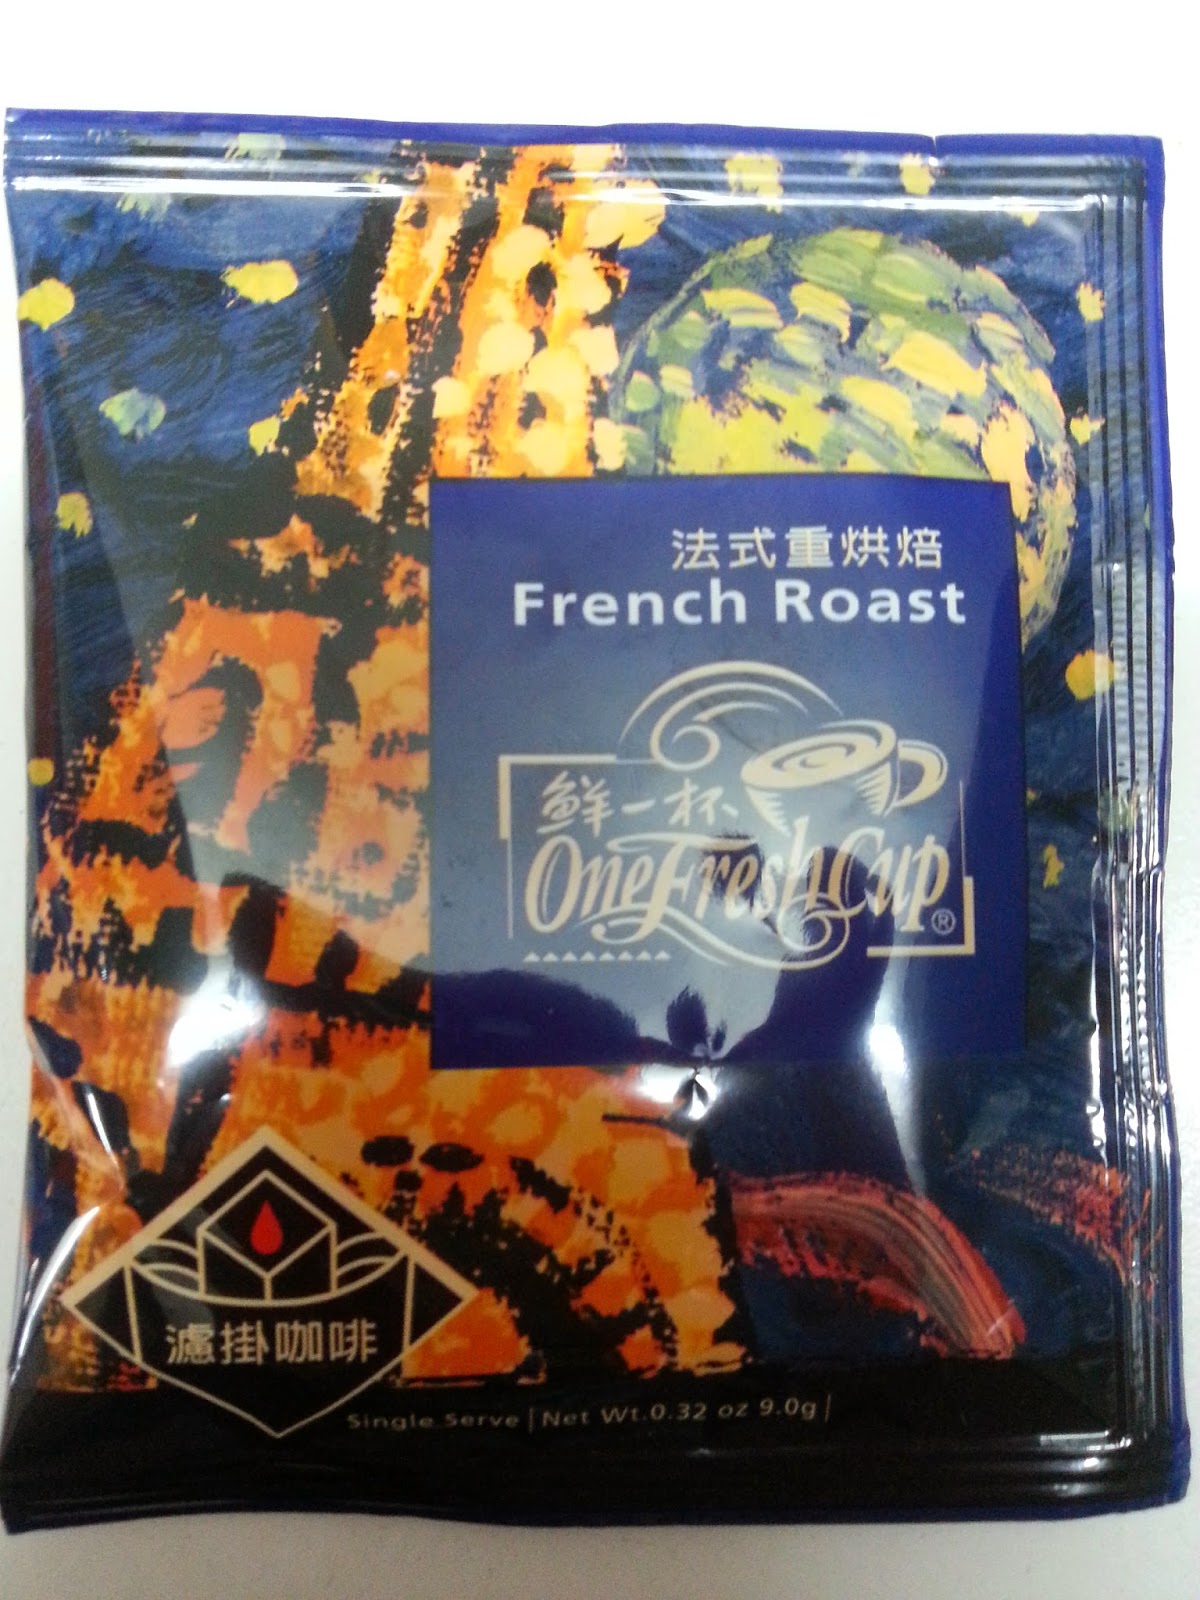 法式重烘焙
French Roast
鮮一杯
OneFreshCup®
濾掛咖啡
Single Serve | Net Wt.0.32 oz 9.0g |